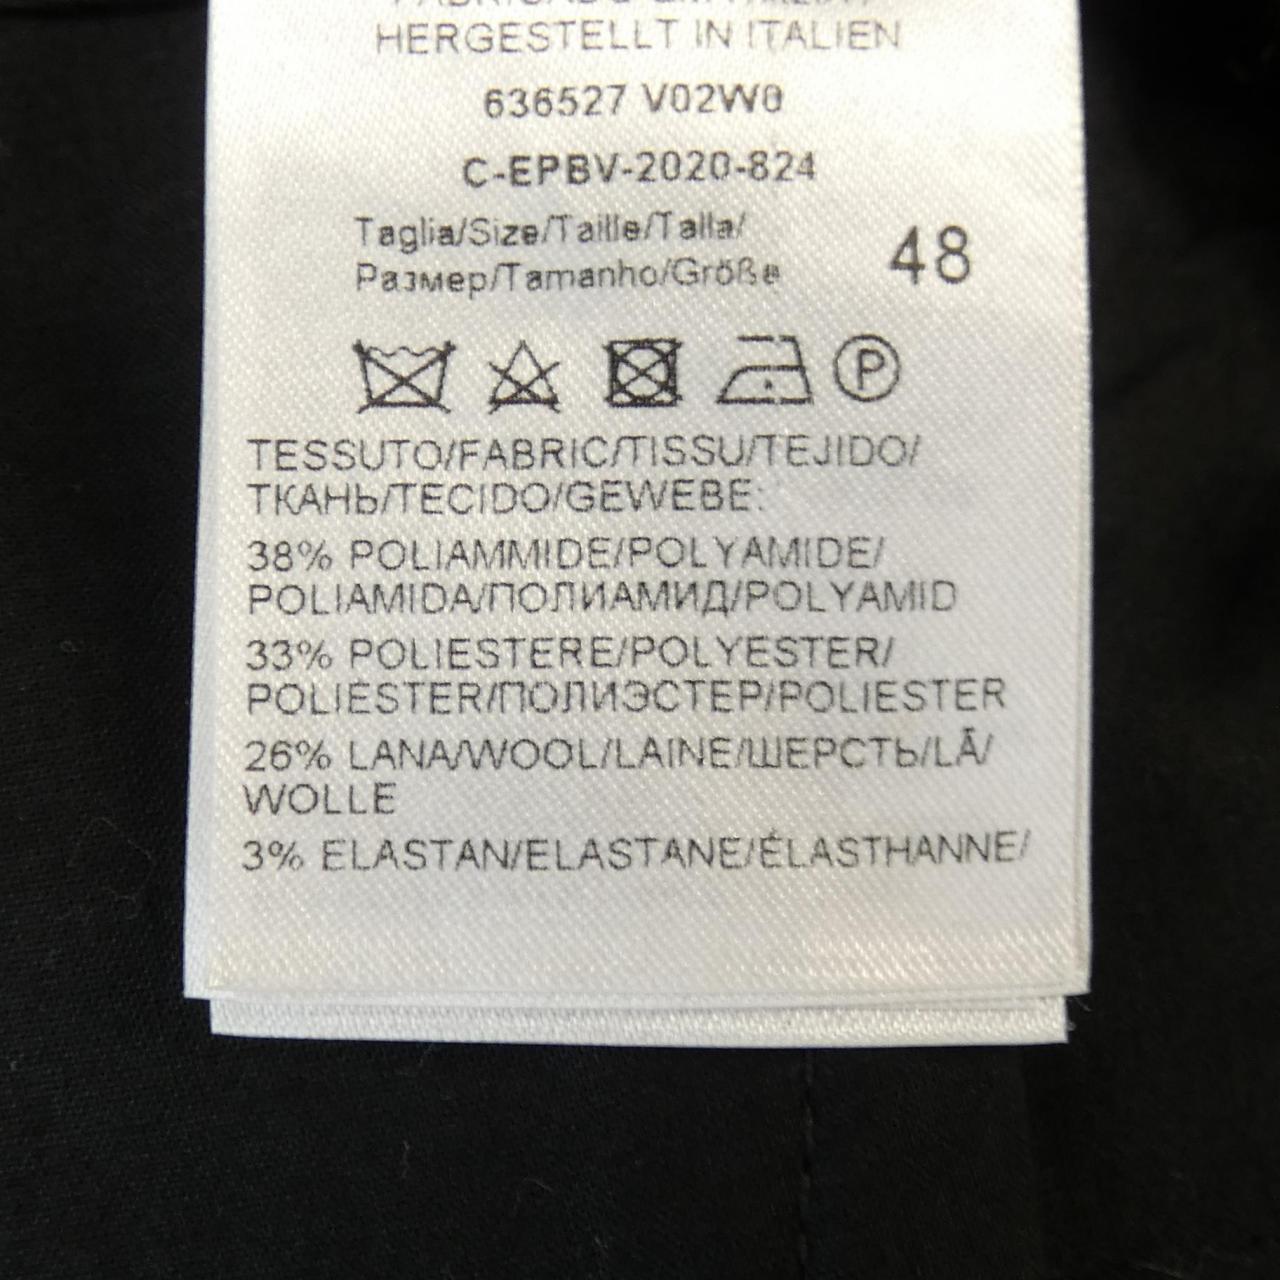 HERGESTELLT IN ITALIEN
636527 V02W0
C-EPBV-2020-824
Taglia/Size/Taille/Talla/
Размер/Tamanho/Größe
48
P
TESSUTO/FABRIC/TISSU/TEJIDO/
ТКАНЬ/TECIDO/GEWEBE:
38% POLIAMMIDE/POLYAMIDE/
POLIAMIDA/ПОЛИАМИД/POLYAMID
33% POLIESTERE/POLYESTER/
POLIÉSTER/ПОЛИЭСТЕР/POLIESTER
26% LANA/WOOL/LAINE/ШЕРСТЬ/LÃ/
WOLLE
3% ELASTAN/ELASTANE/ÉLASTHANNE/